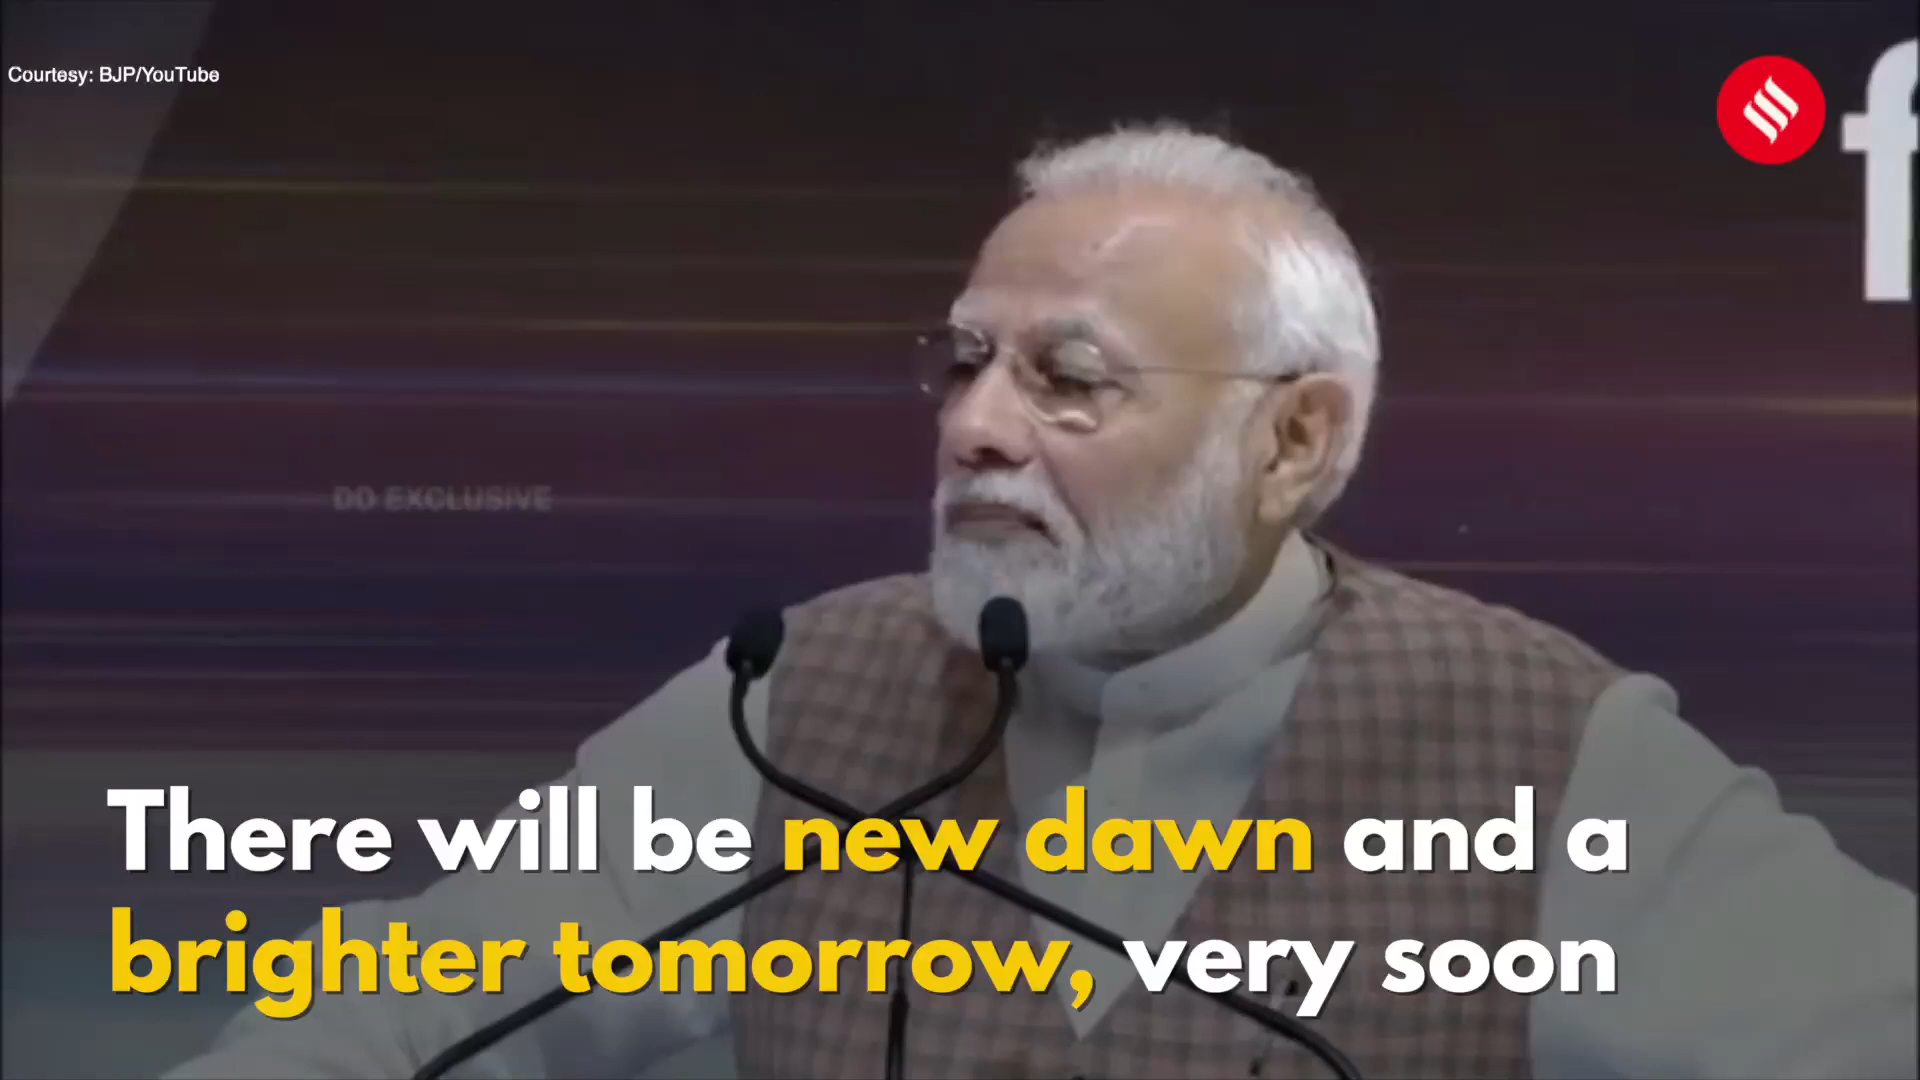 Courtesy: BJP/YouTube
f
DD EXCLUSIVE
There will be new dawn and a
brighter tomorrow, very soon